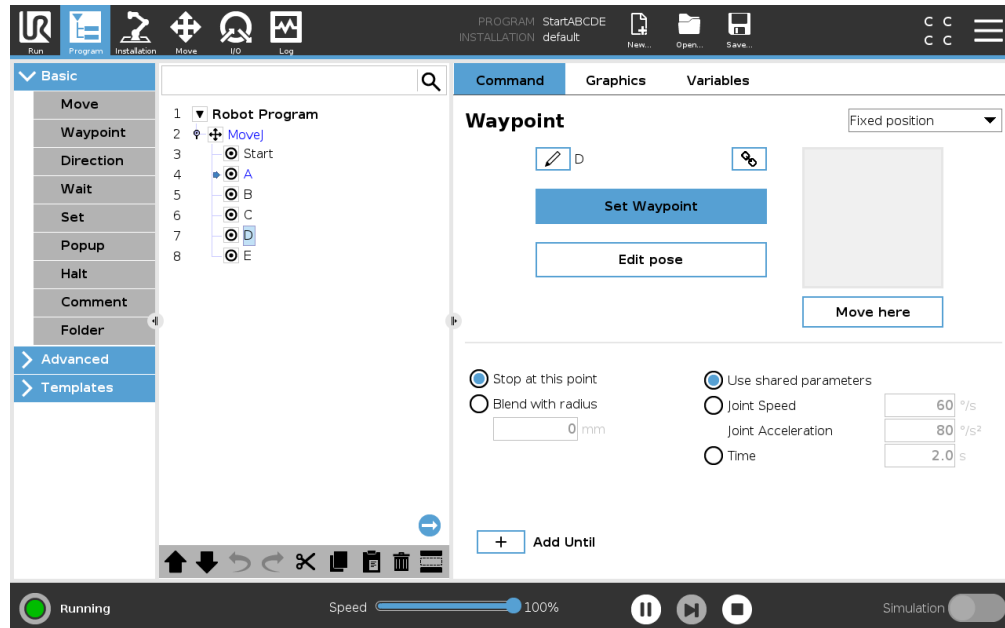 PROGRAM StartABCDE
INSTALLATION default
C C
C C
UR
Run
Program
Installation
Move
I/O
Log
New...
Open...
Save...
Basic
Move
Waypoint
Direction
Wait
Set
Popup
Halt
Comment
Folder
Advanced
Templates
1 Robot Program
2 MoveJ
3 Start
4 A
5 B
6 C
7 D
8 E
Command Graphics Variables
Waypoint
Fixed position
D
Set Waypoint
Edit pose
Move here
Stop at this point
Blend with radius
0 mm
Use shared parameters
Joint Speed 60 °/s
Joint Acceleration 80 °/s²
Time 2.0 s
+ Add Until
Running
Speed 100%
Simulation